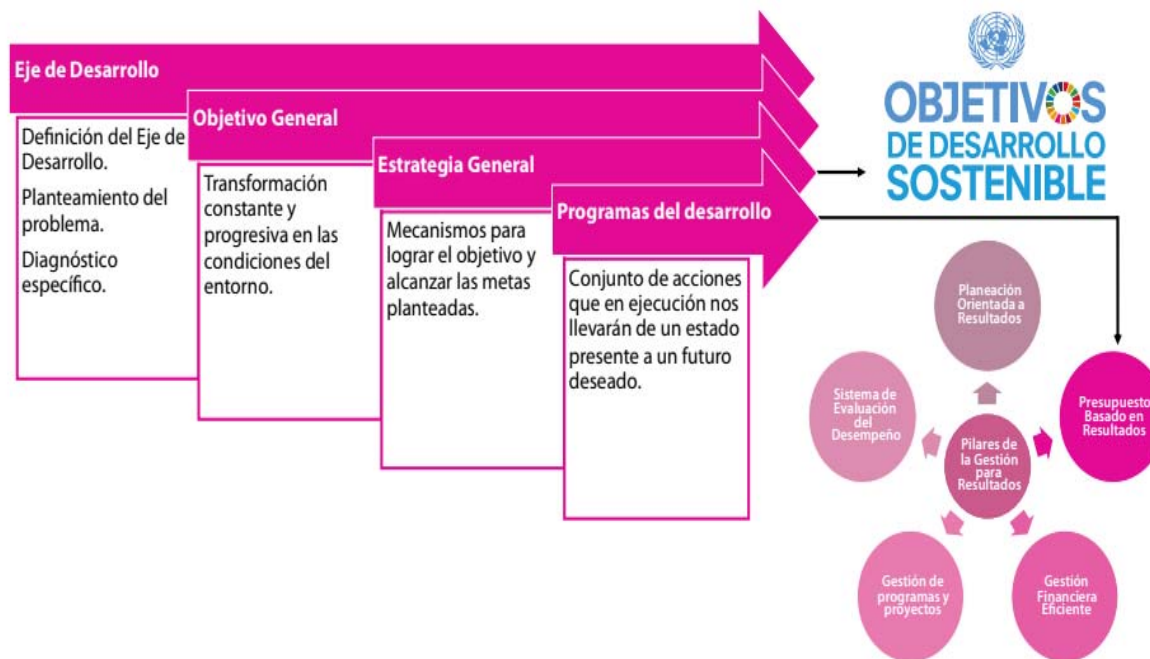 Eje de Desarrollo
Definición del Eje de
Desarrollo.
Planteamiento del
problema.
Diagnóstico
específico.
Objetivo General
Transformación
constante y
progresiva en las
condiciones del
entorno.
Estrategia General
Mecanismos para
lograr el objetivo y
alcanzar las metas
planteadas.
Programas del desarrollo
Conjunto de acciones
que en ejecución nos
llevarán de un estado
presente a un futuro
deseado.
OBJETIVOS
DE DESARROLLO
SOSTENIBLE
Planeación
Orientada a
Resultados
Sistema de
Evaluación
del
Desempeño
Presupuesto
Basado en
Resultados
Pilares de
la Gestión
para
Resultados
Gestión de
programas y
proyectos
Gestión
Financiera
Eficiente